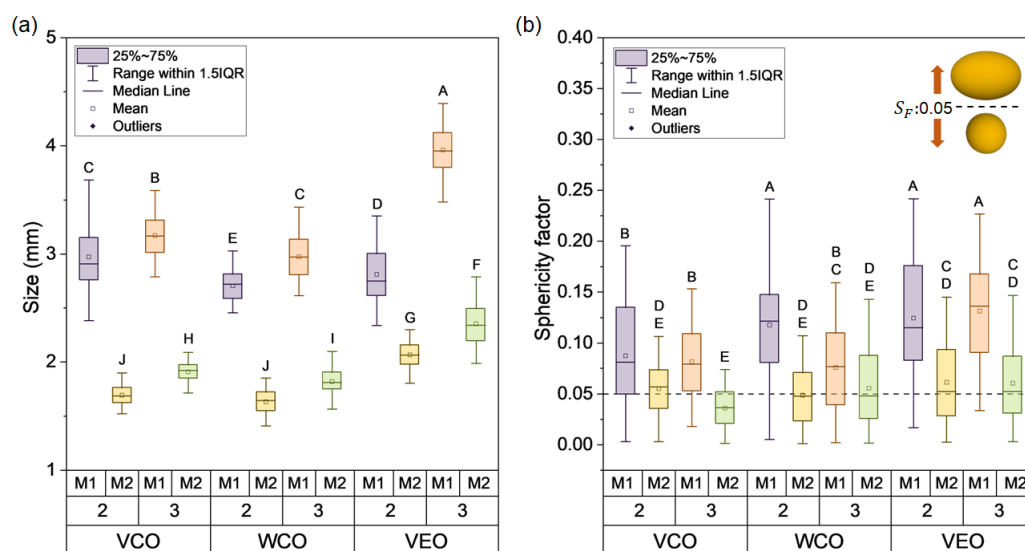 (a)
5
4
3
2
1
Size (mm)
25%~75%
Range within 1.5IQR
Median Line
Mean
Outliers
C
J
B
H
E
J
C
I
D
G
A
F
M1 M2 M1 M2 M1 M2 M1 M2 M1 M2 M1 M2
2 3 2 3 2 3
VCO WCO VEO
(b)
0.40
0.35
0.30
0.25
0.20
0.15
0.10
0.05
0.00
Sphericity factor
25%~75%
Range within 1.5IQR
Median Line
Mean
Outliers
S_F:0.05
B
D
E
B
E
A
D
E
B
C
D
E
A
C
D
A
C
D
M1 M2 M1 M2 M1 M2 M1 M2 M1 M2 M1 M2
2 3 2 3 2 3
VCO WCO VEO